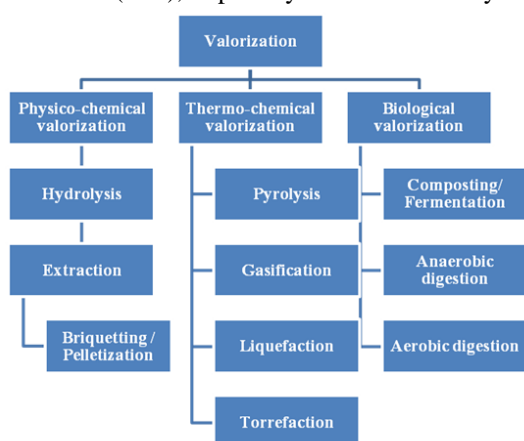 Valorization
Physico-chemical
valorization
Thermo-chemical
valorization
Biological
valorization
Hydrolysis
Pyrolysis
Composting/
Fermentation
Extraction
Gasification
Anaerobic
digestion
Briquetting /
Pelletization
Liquefaction
Aerobic digestion
Torrefaction